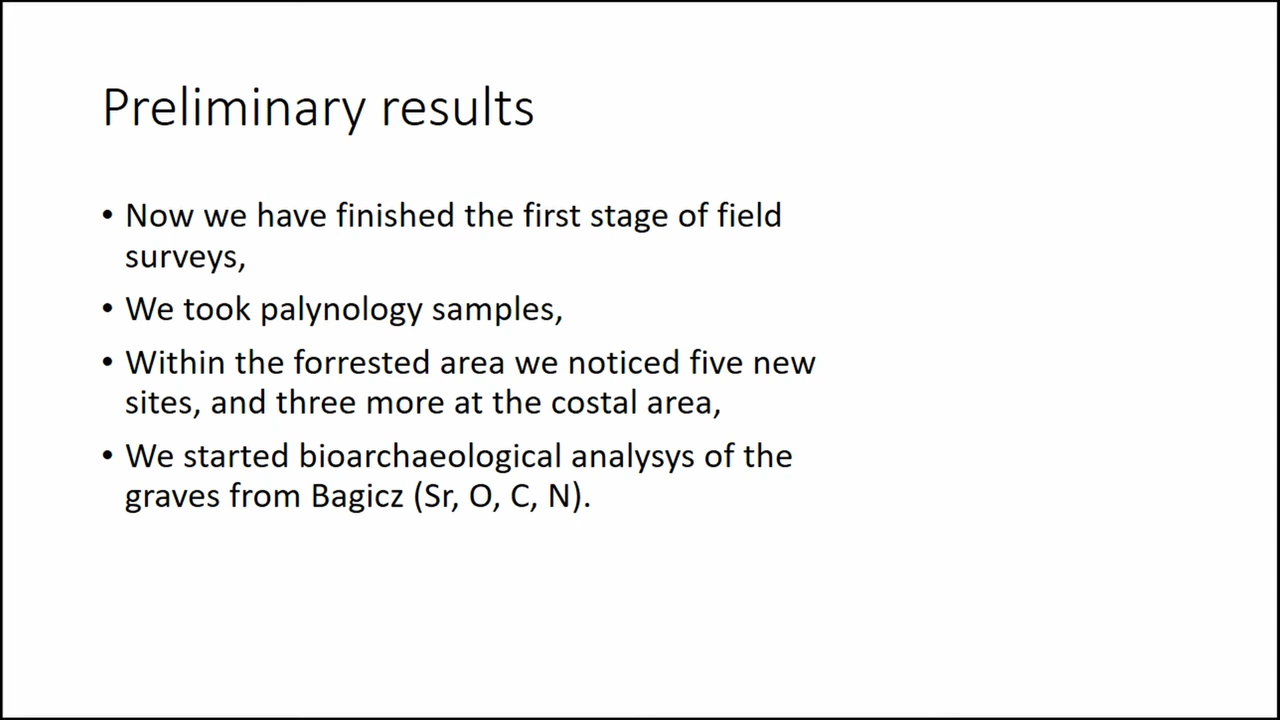 Preliminary results
• Now we have finished the first stage of field
surveys,
• We took palynology samples,
• Within the forrested area we noticed five new
sites, and three more at the costal area,
• We started bioarchaeological analysys of the
graves from Bagicz (Sr, O, C, N).